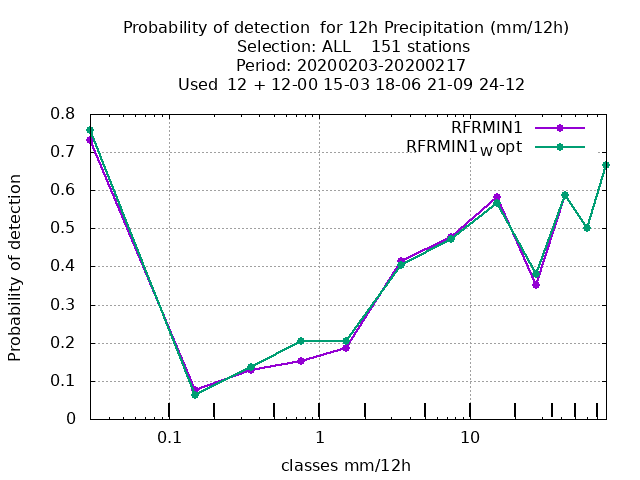 Probability of detection  for 12h Precipitation (mm/12h)
Selection: ALL    151 stations
Period: 20200203-20200217
Used  12 + 12-00 15-03 18-06 21-09 24-12
RFRMIN1
RFRMIN1W opt
Probability of detection
0.8
0.7
0.6
0.5
0.4
0.3
0.2
0.1
0
0.1 1 10
classes mm/12h